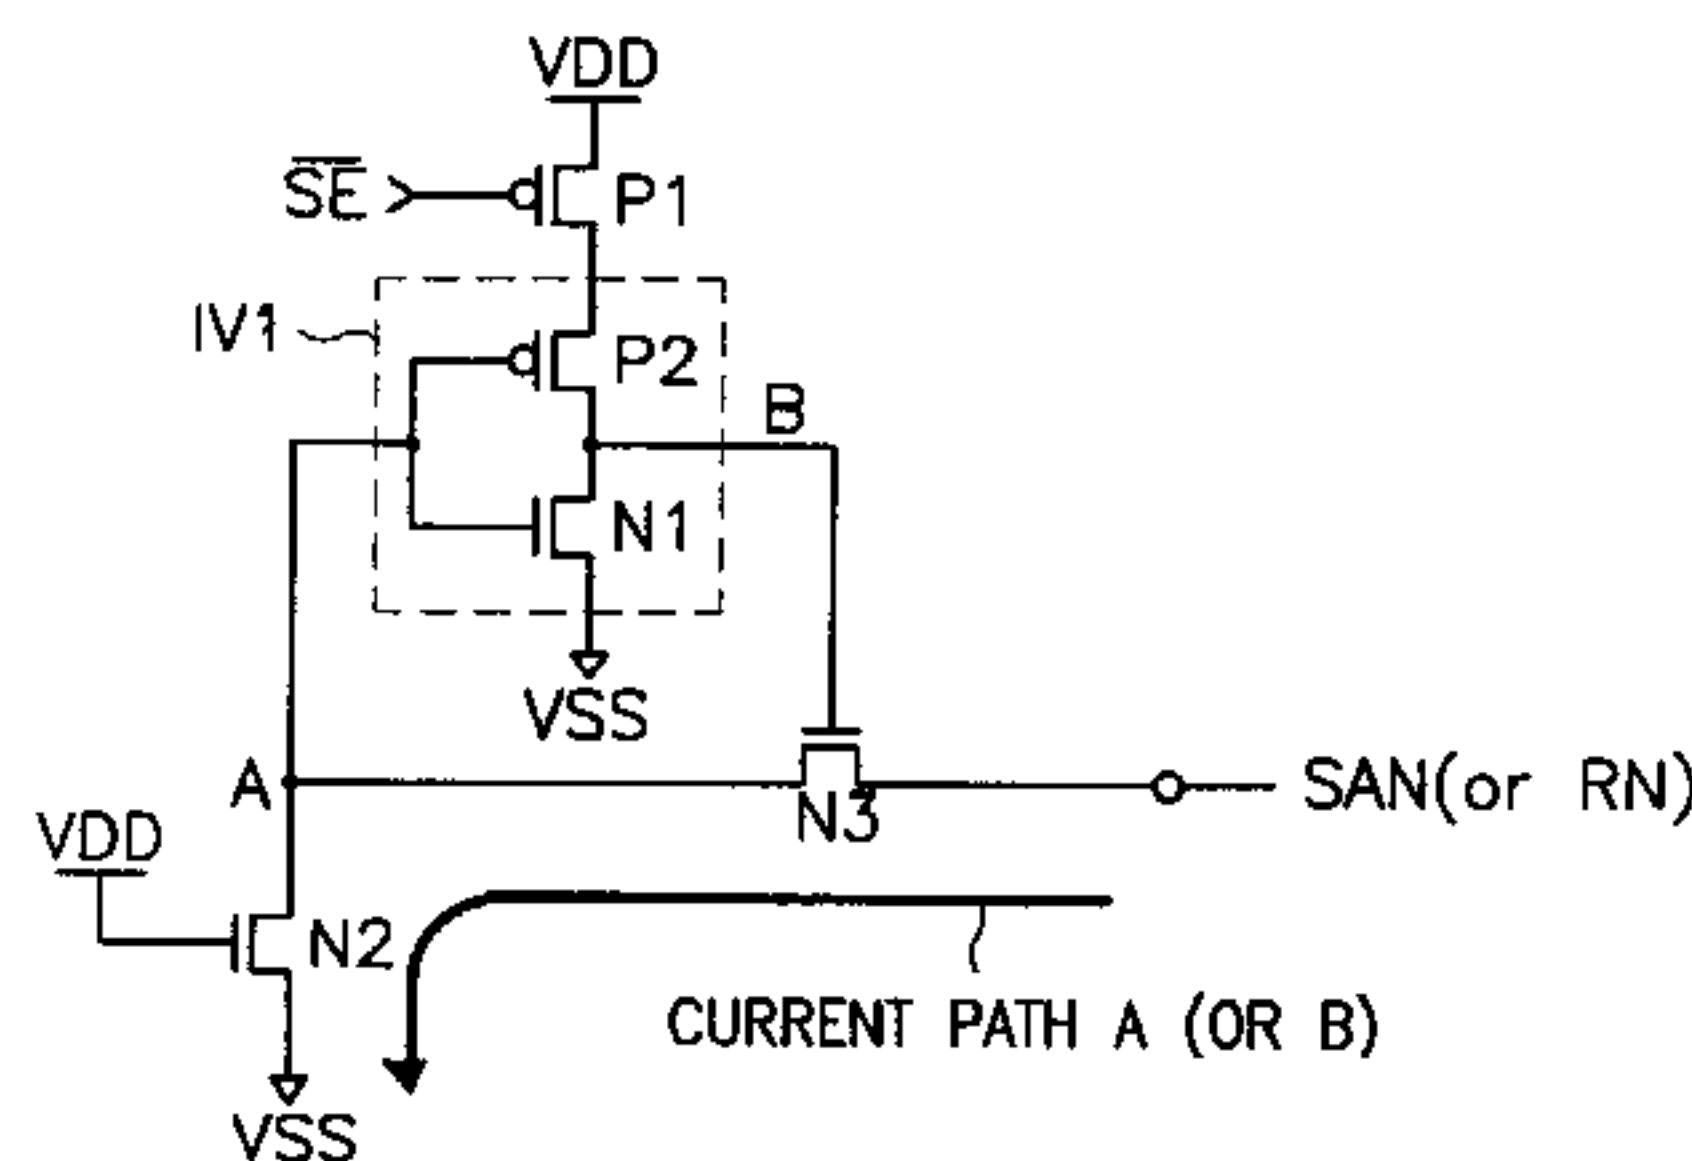 VDD
SE
P1
IV1
P2
B
N1
VSS
A
N3
SAN(or RN)
VDD
N2
CURRENT PATH A (OR B)
VSS